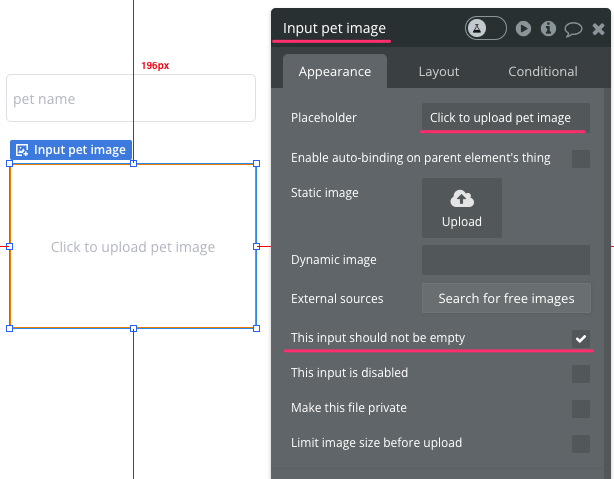 Input pet image
196px
Appearance
Layout
Conditional
pet name
Placeholder
Click to upload pet image
Input pet image
Enable auto-binding on parent element's thing
Static image
Upload
Click to upload pet image
Dynamic image
External sources
Search for free images
This input should not be empty
This input is disabled
Make this file private
Limit image size before upload